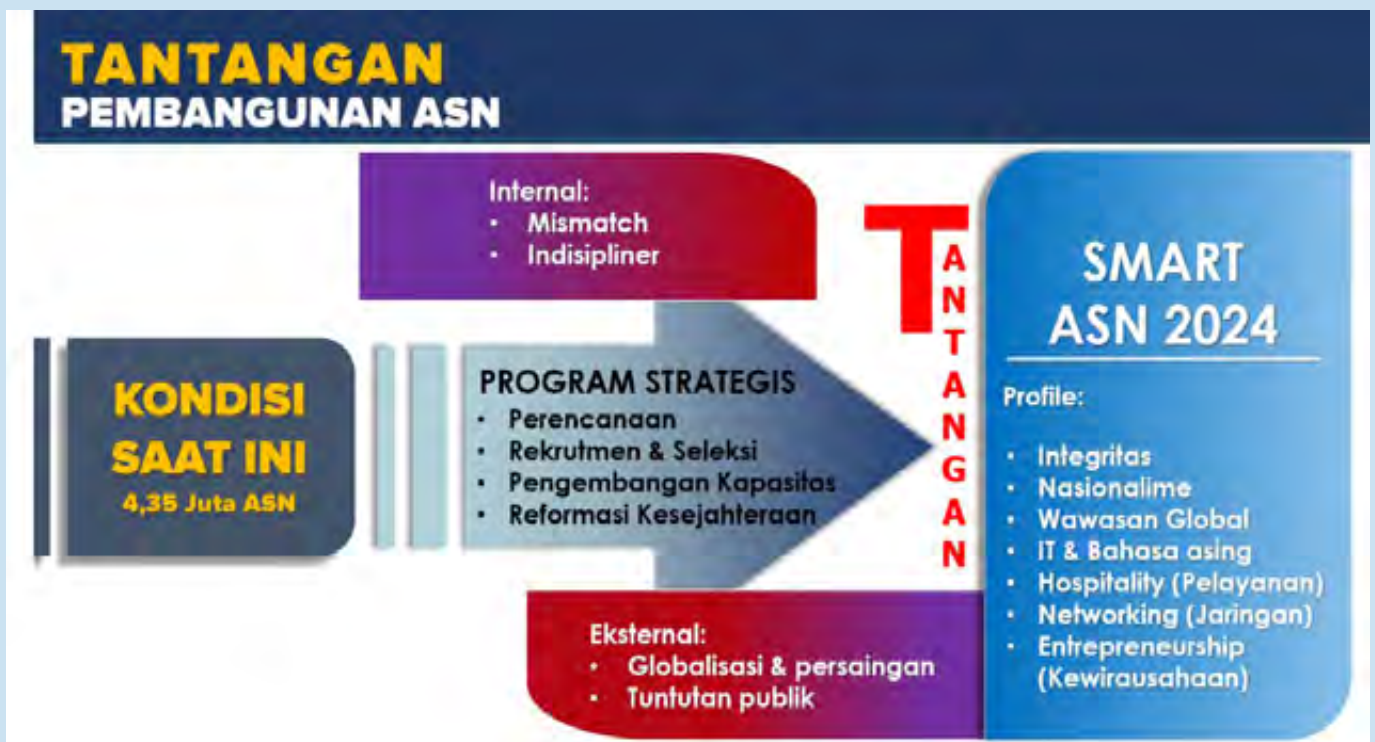 TANTANGAN
PEMBANGUNAN ASN
Internal:
• Mismatch
• Indisipliner
KONDISI
SAAT INI
4,35 Juta ASN
PROGRAM STRATEGIS
• Perencanaan
• Rekrutmen & Seleksi
• Pengembangan Kapasitas
• Reformasi Kesejahteraan
Eksternal:
• Globalisasi & persaingan
• Tuntutan publik
TANTANGAN
SMART
ASN 2024
Profile:
• Integritas
• Nasionalime
• Wawasan Global
• IT & Bahasa asing
• Hospitality (Pelayanan)
• Networking (Jaringan)
• Entrepreneurship
(Kewirausahaan)